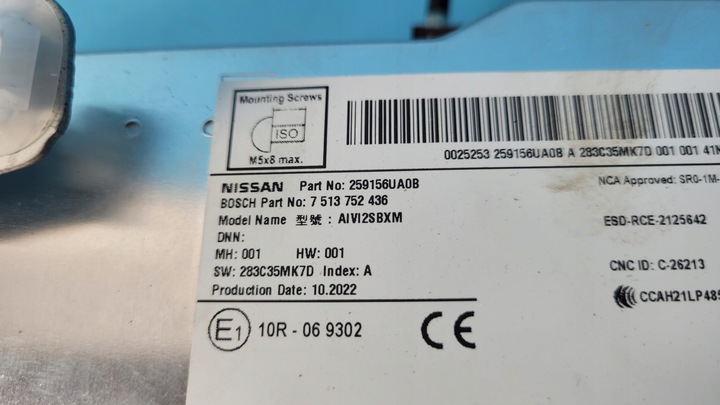 Mounting Screws
ISO
M5x8 max.
0025253 259156UA0B A 283C35MK7D 001 001 41
NISSAN Part No: 259156UA0B
BOSCH Part No: 7 513 752 436
Model Name 型號 : AIVI2SBXM
DNN:
MH: 001 HW: 001
SW: 283C35MK7D Index: A
Production Date: 10.2022
NCA Approved: SRO-1M-
ESD-RCE-2125642
CNC ID: C-26213
CCAH21LP485
E1 10R - 06 9302 CE